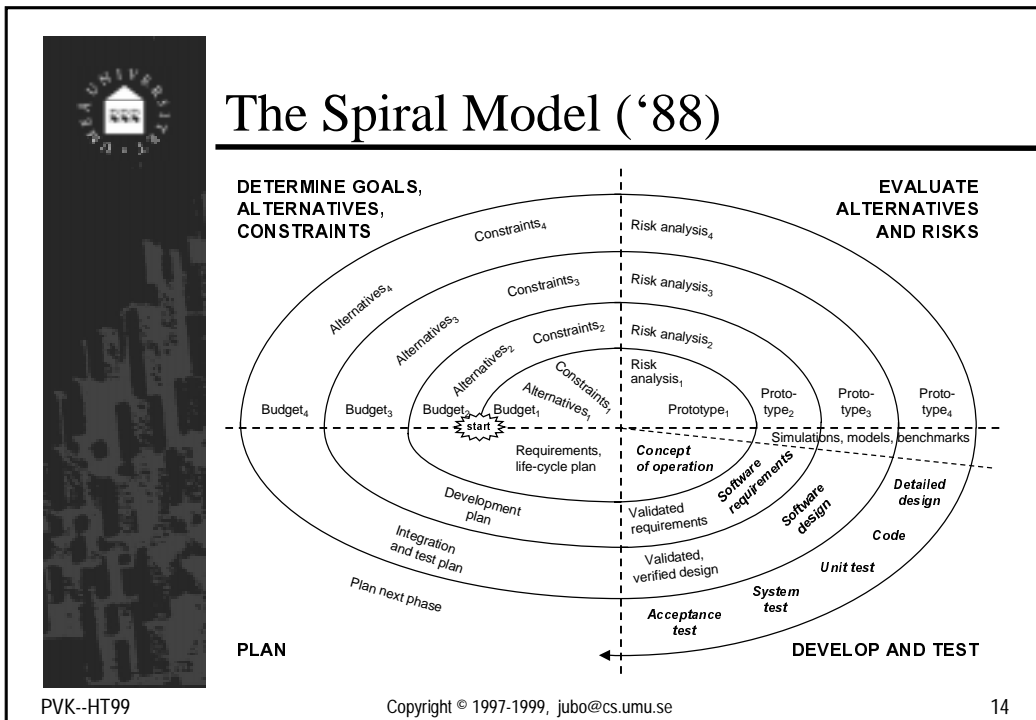 UMEÅ UNIVERSITET
The Spiral Model (‘88)
DETERMINE GOALS,
ALTERNATIVES,
CONSTRAINTS
EVALUATE
ALTERNATIVES
AND RISKS
Constraints₄
Risk analysis₄
Alternatives₄
Constraints₃
Risk analysis₃
Alternatives₃
Constraints₂
Risk analysis₂
Alternatives₂
Constraints₁
Risk
analysis₁
Alternatives₁
Budget₄
Budget₃
Budget₂
Budget₁
Prototype₁
Proto-
type₂
Proto-
type₃
Proto-
type₄
start
Simulations, models, benchmarks
Requirements,
life-cycle plan
Concept
of operation
Software
requirements
Detailed
design
Development
plan
Validated
requirements
Software
design
Code
Integration
and test plan
Validated,
verified design
Unit test
Plan next phase
System
test
Acceptance
test
PLAN
DEVELOP AND TEST
PVK--HT99
Copyright © 1997-1999, jubo@cs.umu.se
14